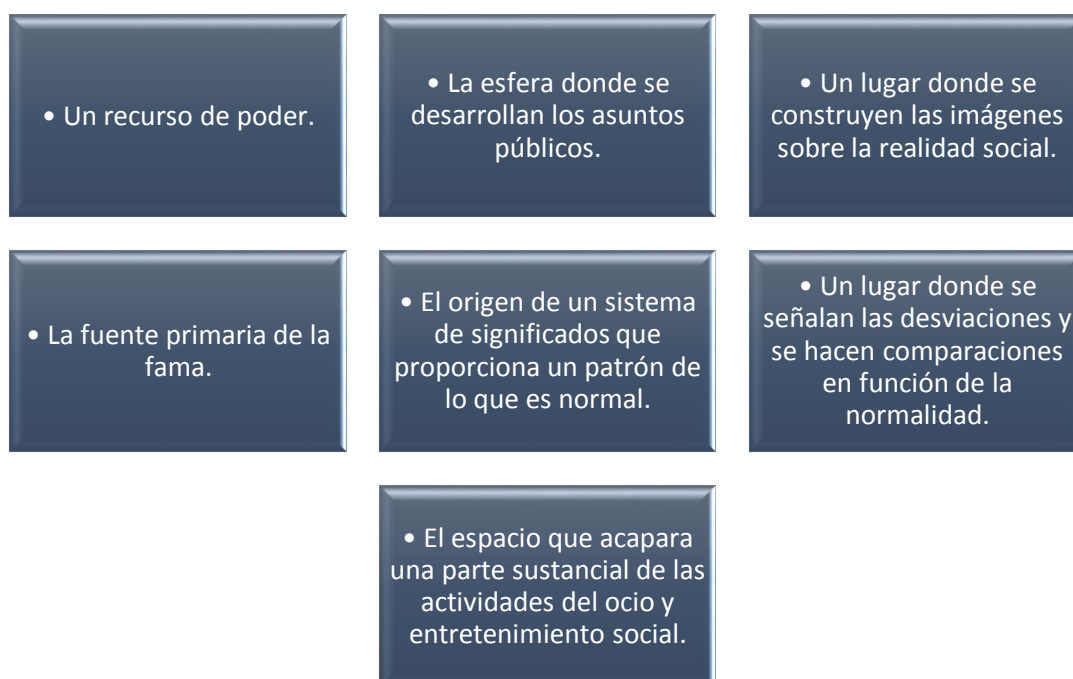 • Un recurso de poder.
• La esfera donde se
desarrollan los asuntos
públicos.
• Un lugar donde se
construyen las imágenes
sobre la realidad social.
• La fuente primaria de la
fama.
• El origen de un sistema
de significados que
proporciona un patrón de
lo que es normal.
• Un lugar donde se
señalan las desviaciones y
se hacen comparaciones
en función de la
normalidad.
• El espacio que acapara
una parte sustancial de las
actividades del ocio y
entretenimiento social.